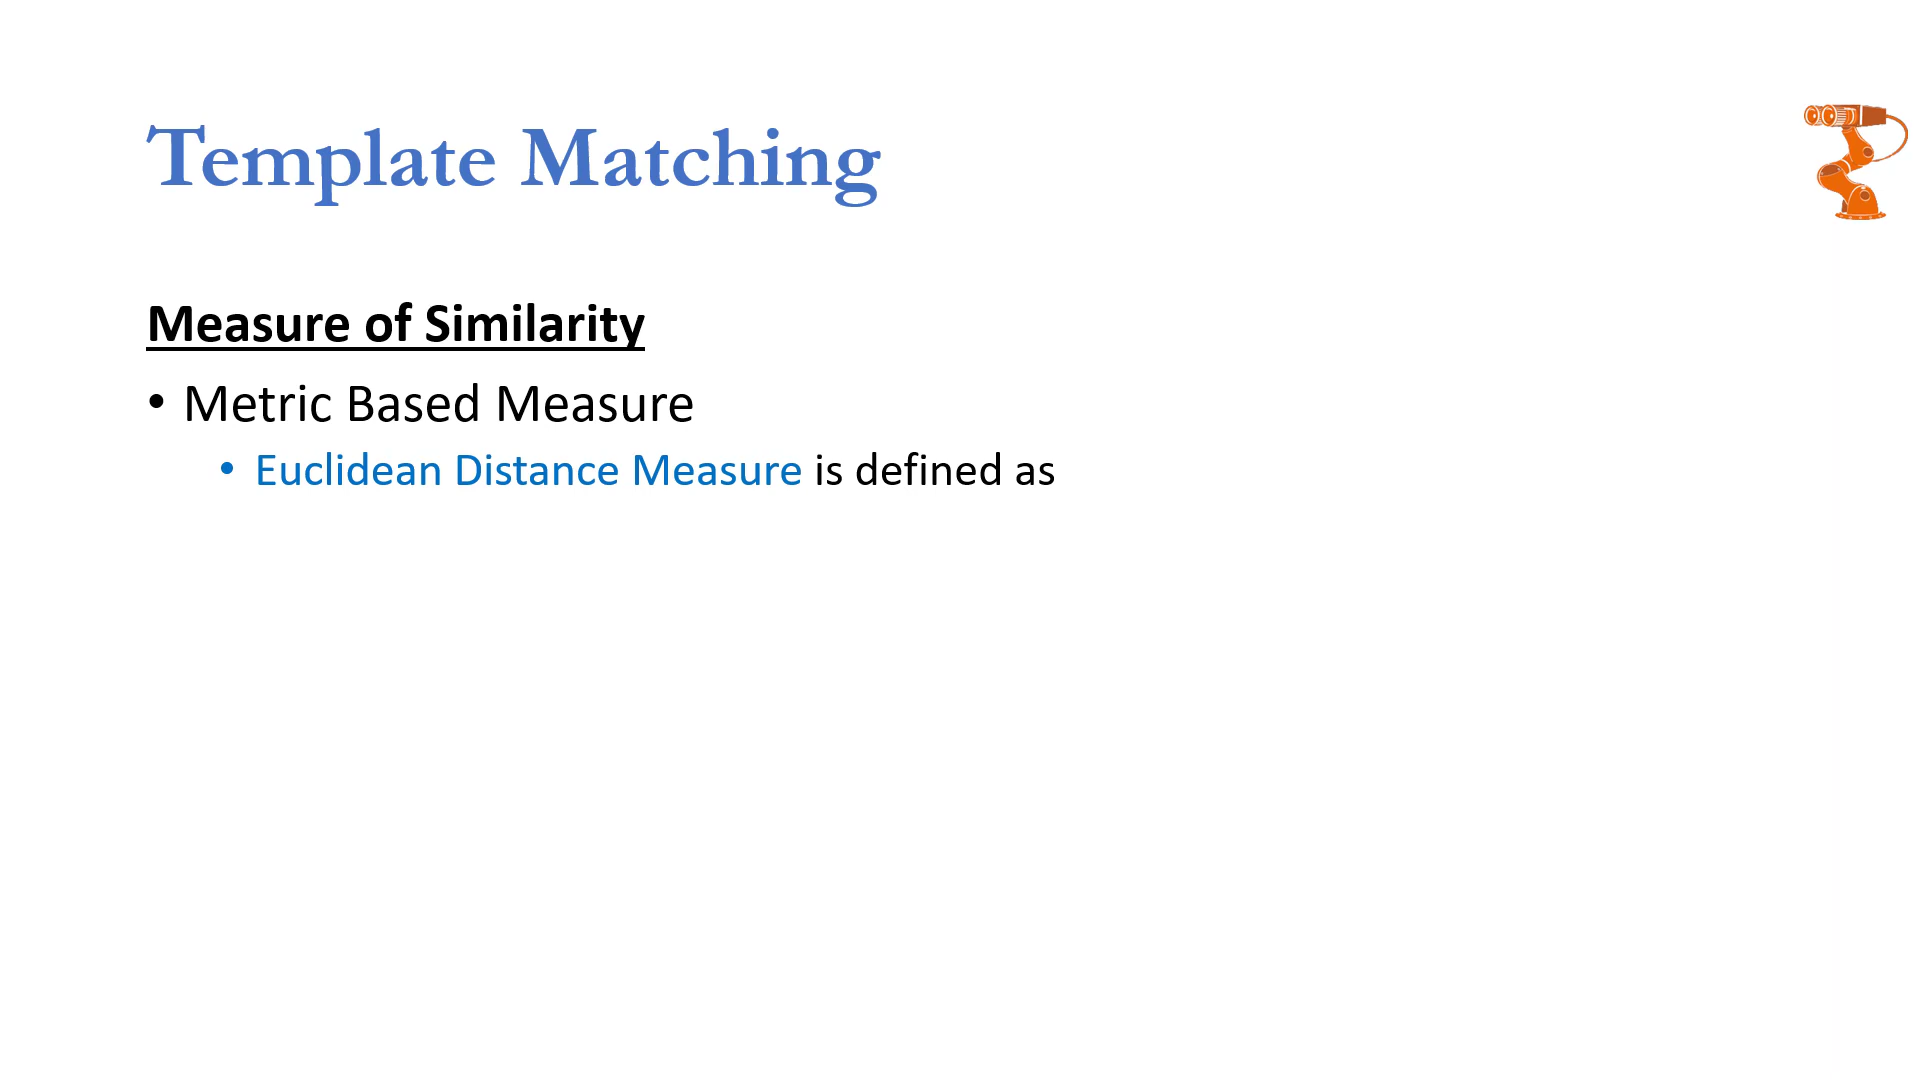 Template Matching
Measure of Similarity
• Metric Based Measure
• Euclidean Distance Measure is defined as